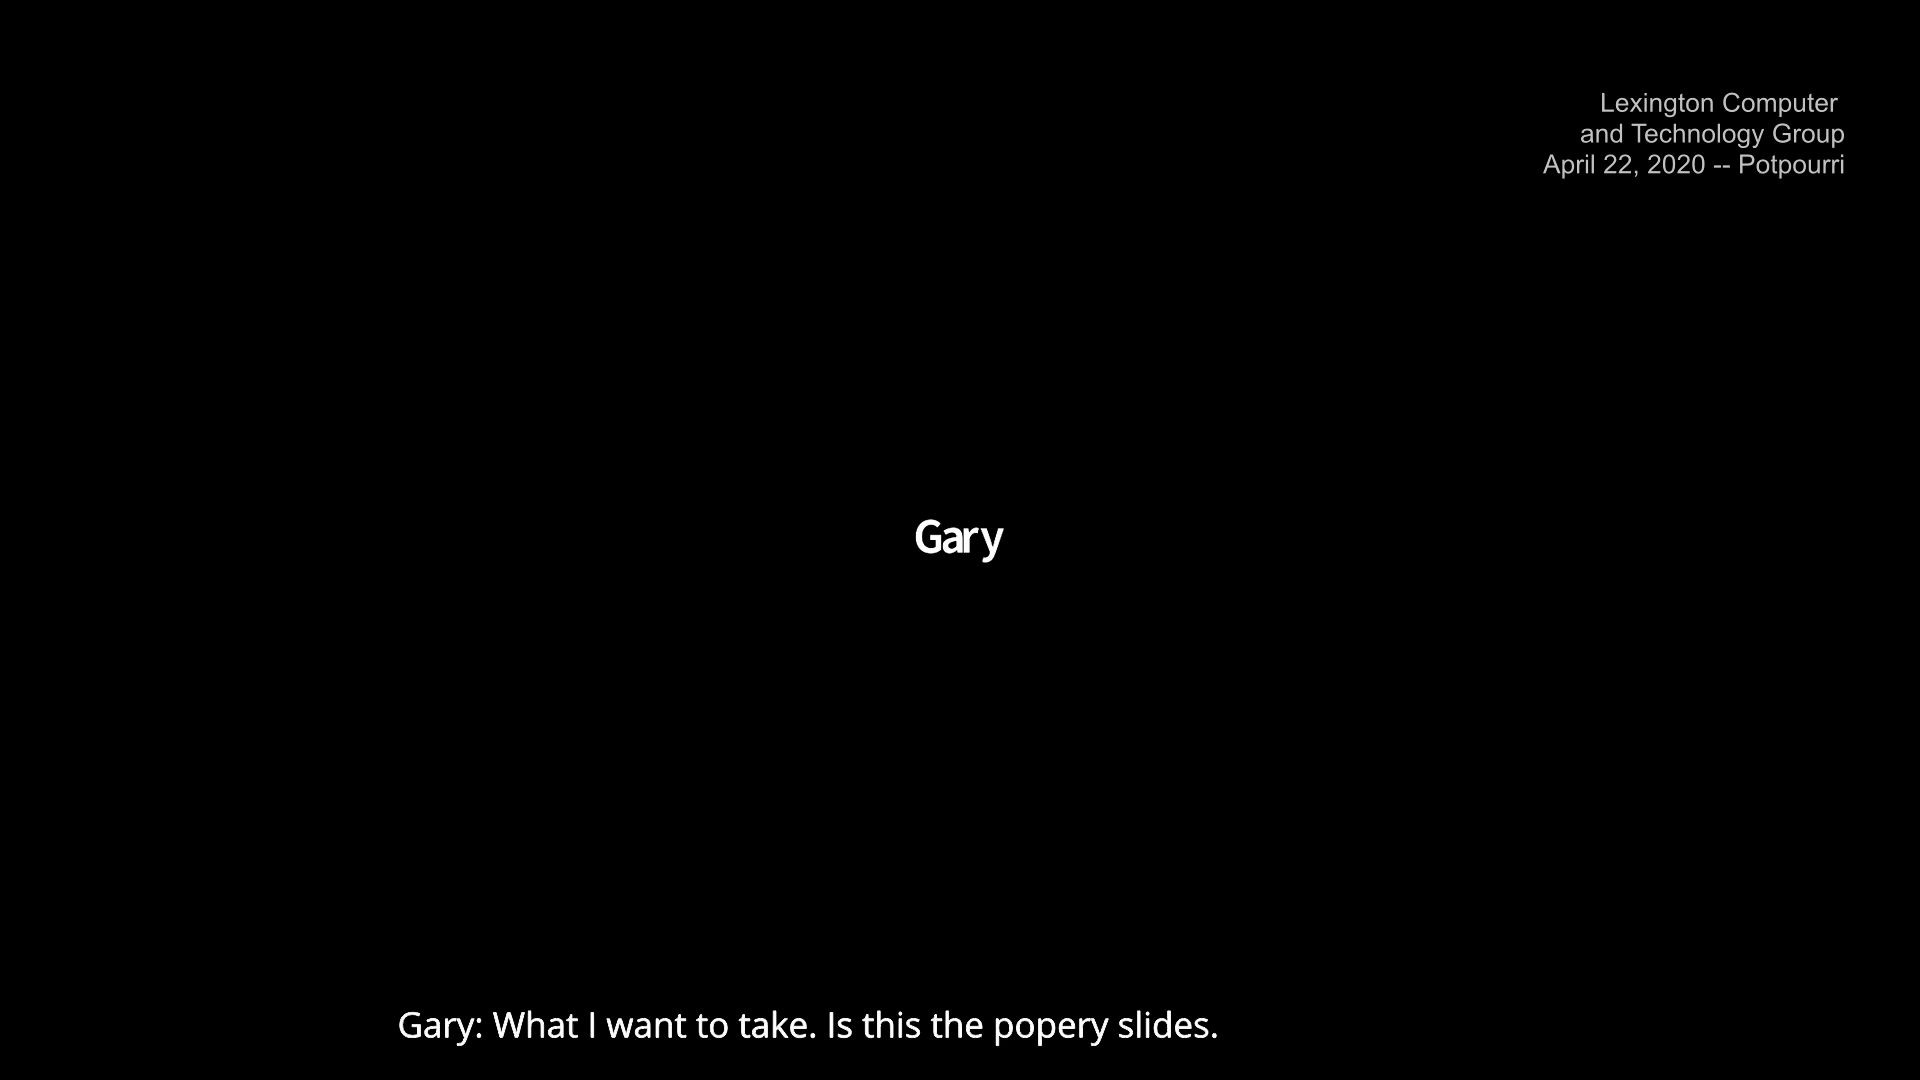 Lexington Computer
and Technology Group
April 22, 2020 -- Potpourri
Gary
Gary: What I want to take. Is this the popery slides.